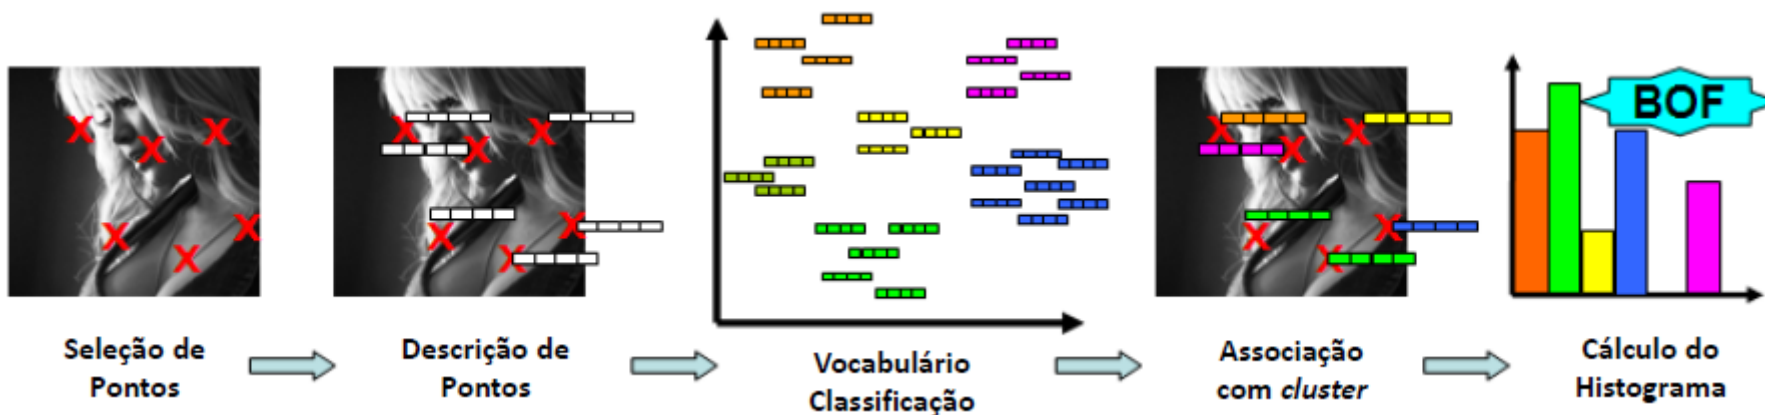 BOF
Seleção de
Pontos
Descrição de
Pontos
Vocabulário
Classificação
Associação
com cluster
Cálculo do
Histograma